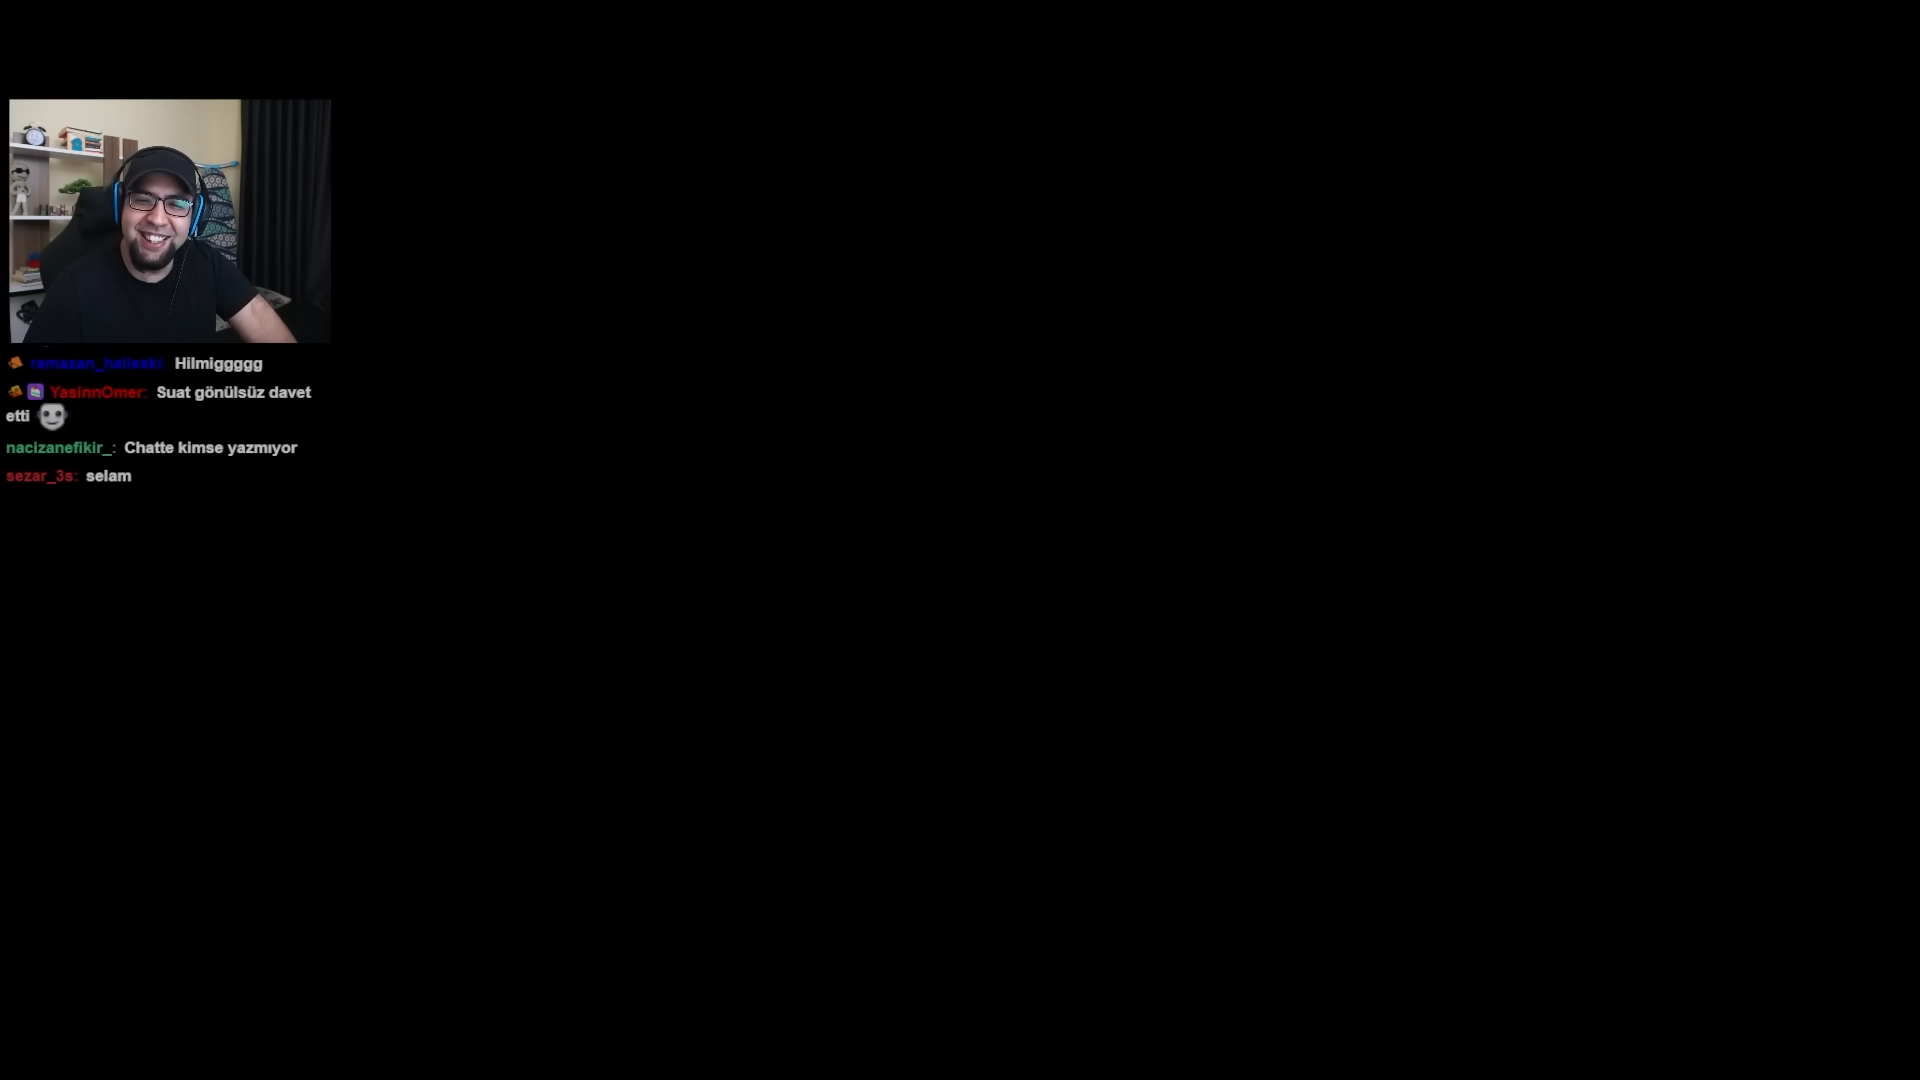 Hilmiggggg
YasinnOmer: Suat gönülsüz davet
etti
nacizanefikir_: Chatte kimse yazmıyor
sezar_3s: selam